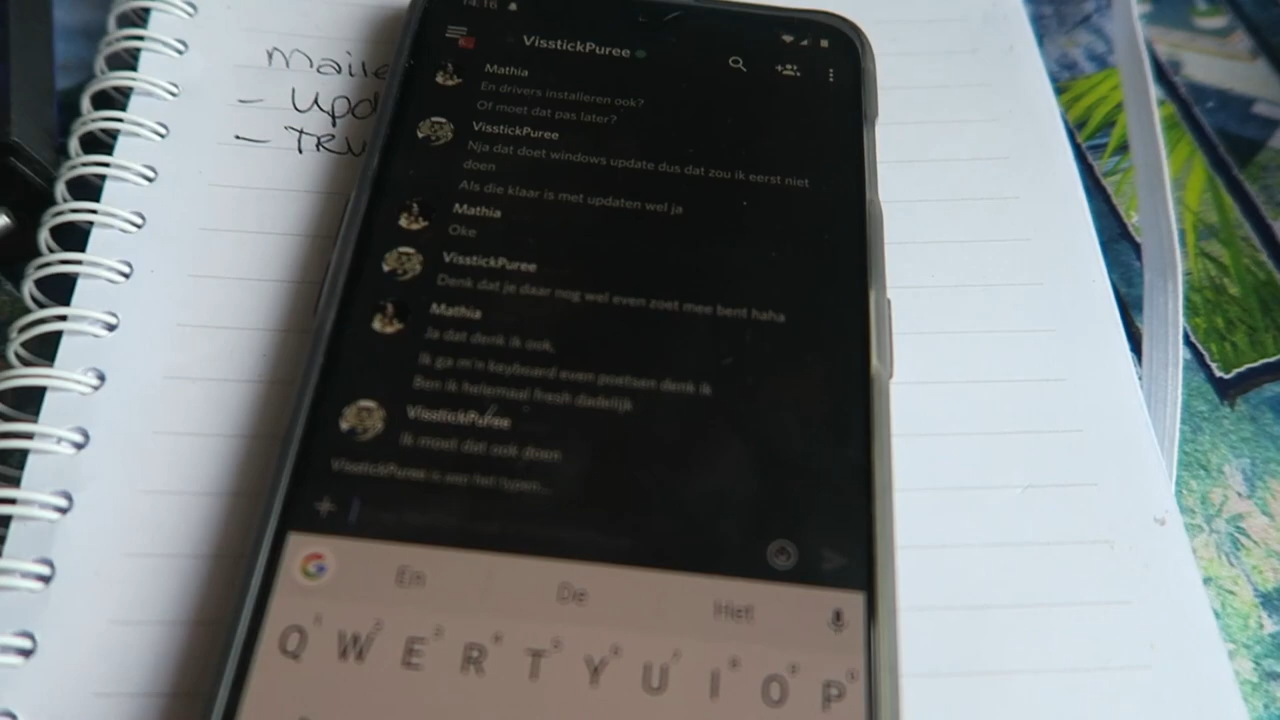 Maile
- Upd
- TRU
14:16
VisstickPuree
Mathia
En drivers installeren ook?
Of moet dat pas later?
VisstickPuree
Nja dat doet windows update dus dat zou ik eerst niet
doen
Als die klaar is met updaten wel ja
Mathia
Oke
VisstickPuree
Denk dat je daar nog wel even zoet mee bent haha
Mathia
Ja dat denk ik ook,
Ik ga m'n keyboard even poetsen denk ik
Ben ik helemaal fresh dadelijk
VisstickPuree
Ik moet dat ook doen
VisstickPuree is aan het typen...
En Die Het
Q W E R T Y U I O P